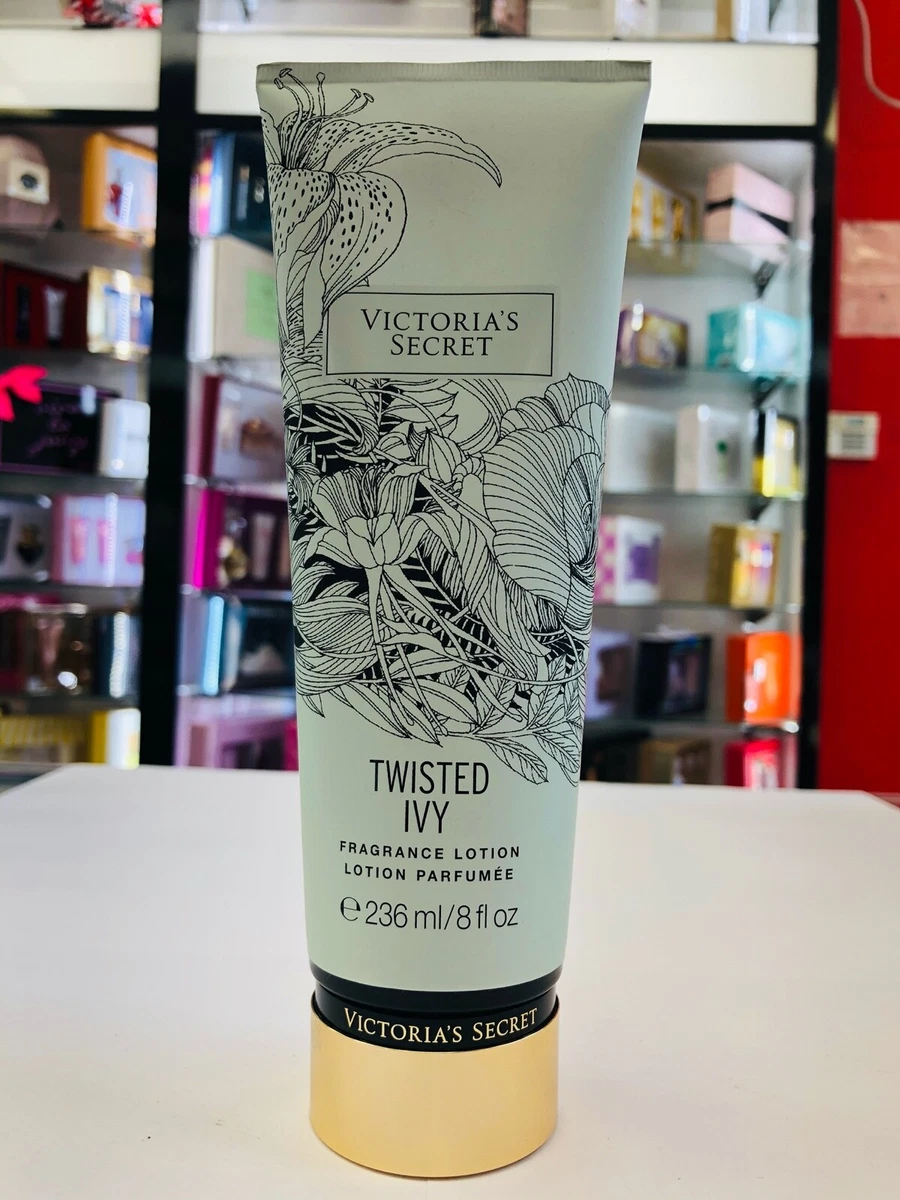 VICTORIA'S
SECRET
TWISTED
IVY
FRAGRANCE LOTION
LOTION PARFUMÉE
℮ 236 ml/8 fl oz
VICTORIA'S SECRET